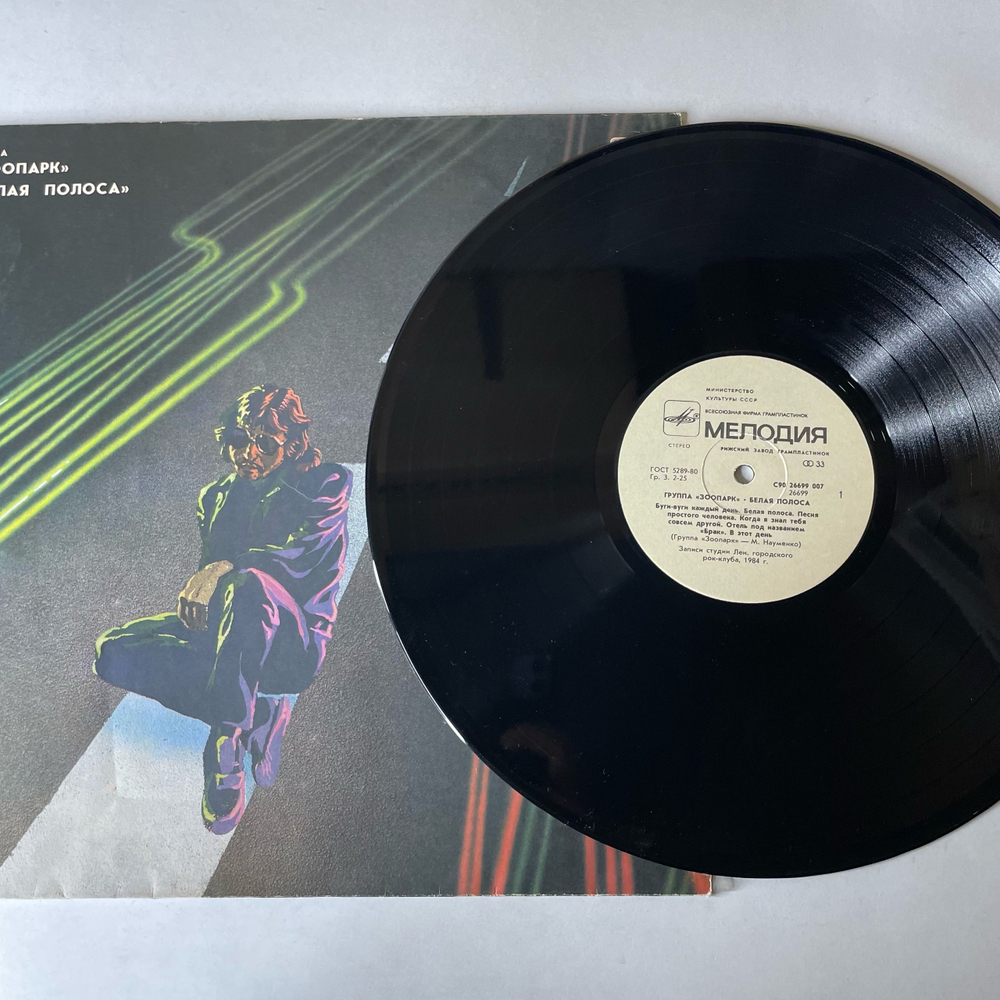 А
ООПАРК»
ЛАЯ ПОЛОСА»
МИНИСТЕРСТВО
КУЛЬТУРЫ СССР
ВСЕСОЮЗНАЯ ФИРМА ГРАМПЛАСТИНОК
МЕЛОДИЯ
СТЕРЕО
РИЖСКИЙ ЗАВОД ГРАМПЛАСТИНОК
33
ГОСТ 5289-80
Гр. 3. 2-25
С90 26699 007
26699
1
ГРУППА «ЗООПАРК» • БЕЛАЯ ПОЛОСА
Буги-вуги каждый день. Белая полоса. Песня
простого человека. Когда я знал тебя
совсем другой. Отель под названием
«Брак». В этот день
(Группа «Зоопарк» — М. Науменко)
Записи студии Лен. городского
рок-клуба, 1984 г.